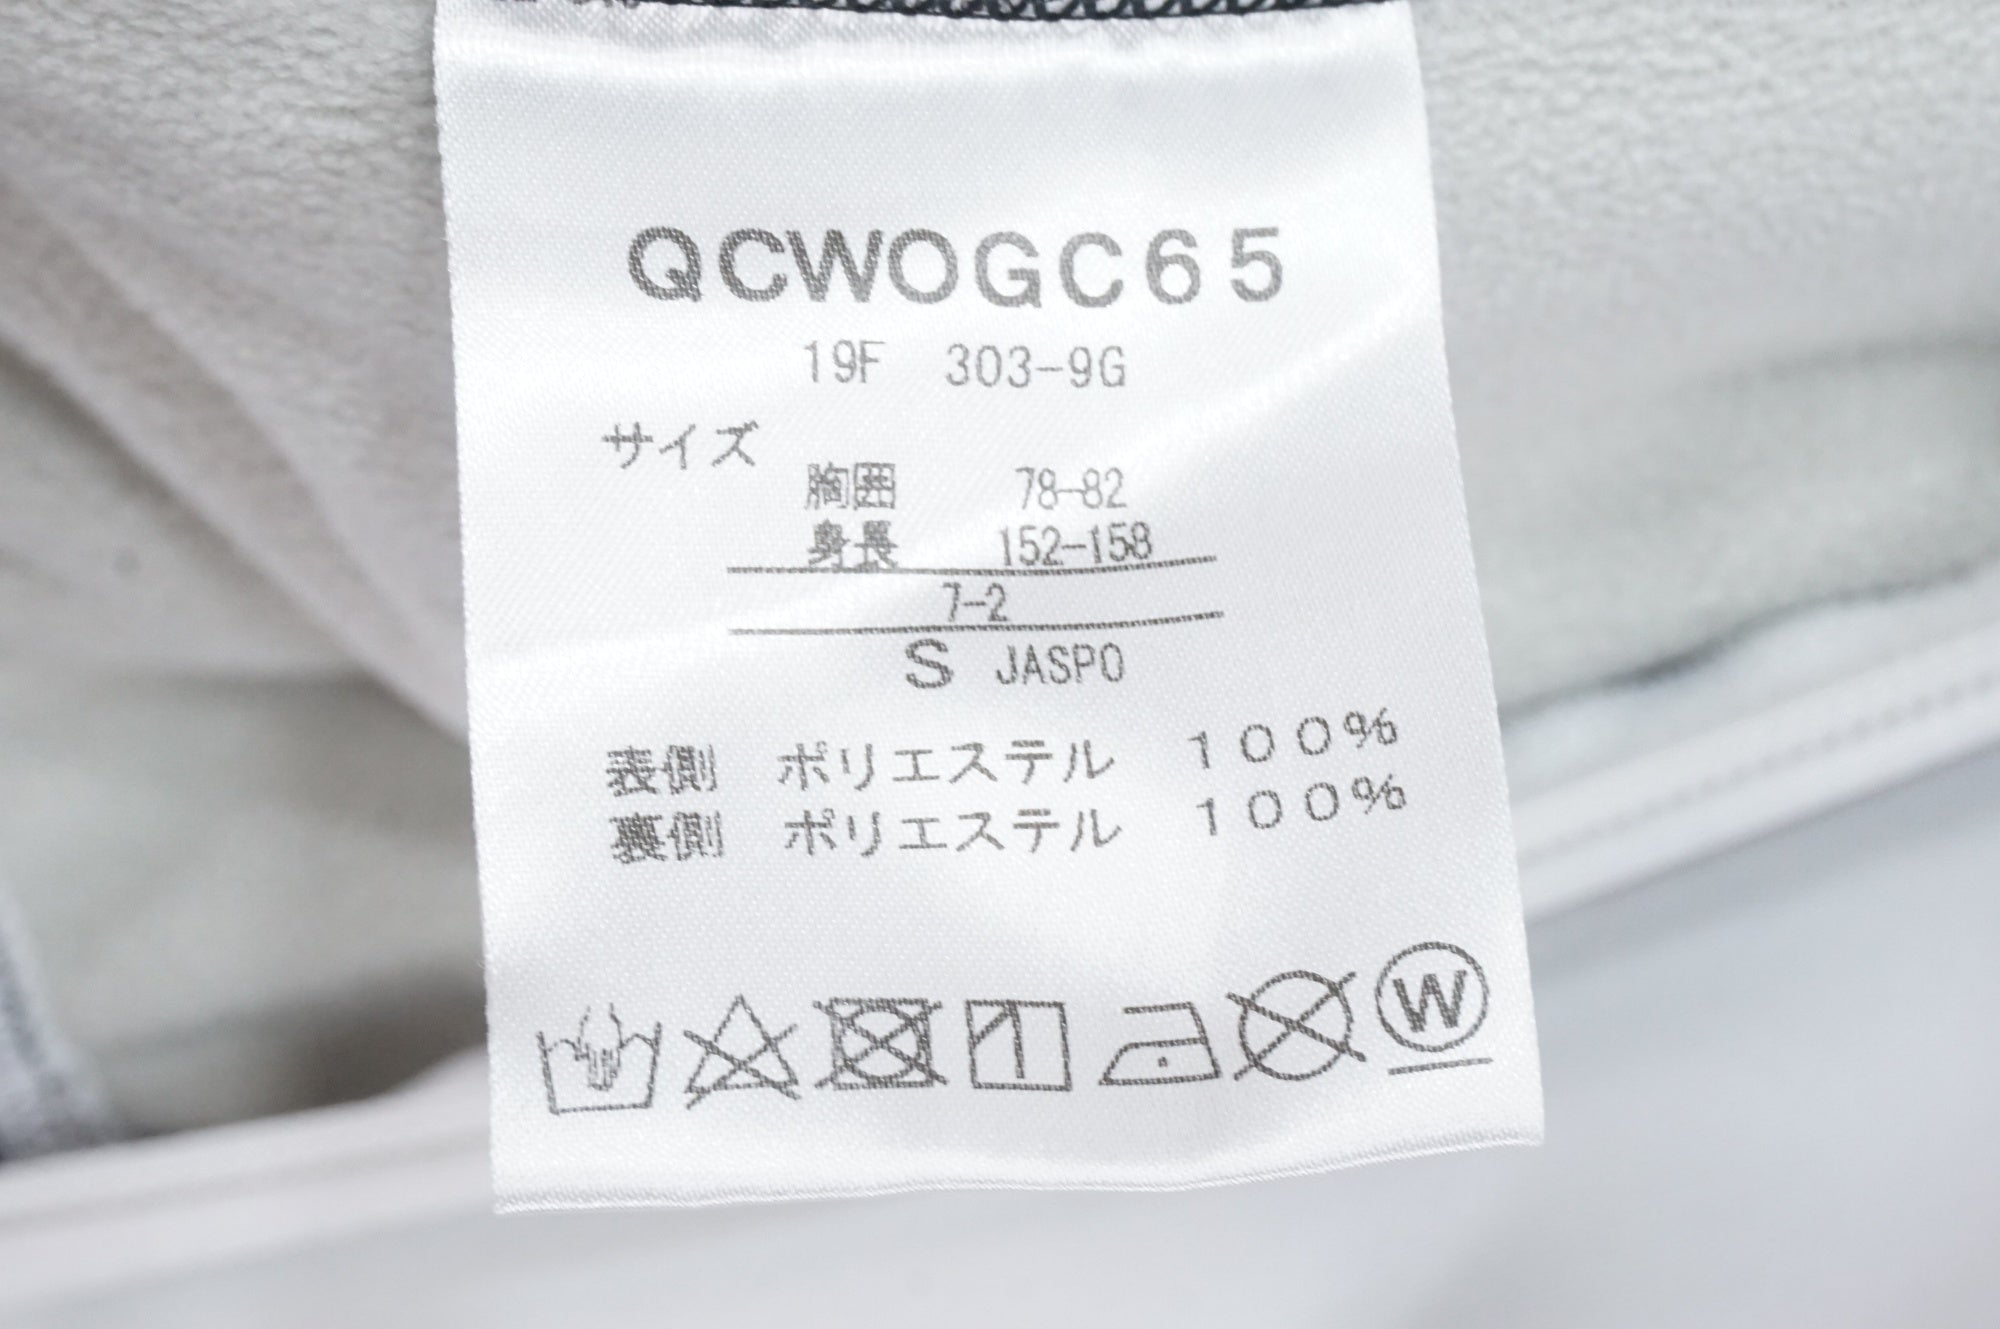 QCWOGC65
19F 303-9G
サイズ
胸囲 78-82
身長 152-158
7-2
S JASPO
表側 ポリエステル 100%
裏側 ポリエステル 100%
W